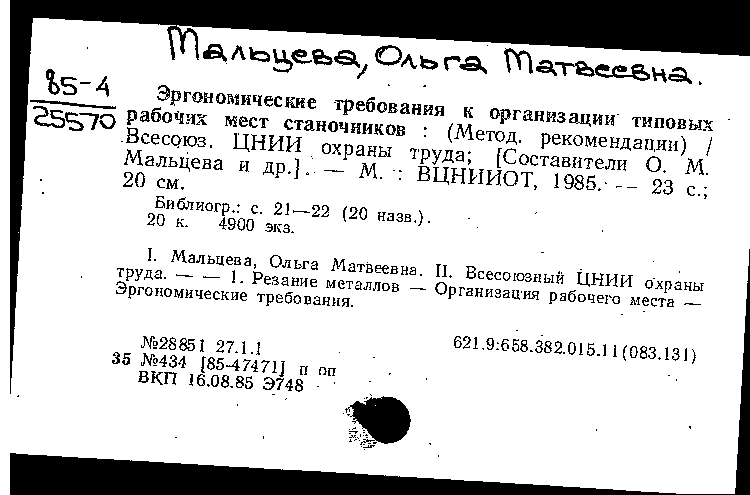 Мальцева, Ольга Матвеевна.
85-4
25570
Эргономические требования к организации типовых
рабочих мест станочников : (Метод. рекомендации) /
Всесоюз. ЦНИИ охраны труда; [Составители О. М.
Мальцева и др.]. — М. : ВЦНИИОТ, 1985. — 23 с.;
20 см.
Библиогр.: с. 21—22 (20 назв.).
20 к. 4900 экз.
I. Мальцева, Ольга Матвеевна. II. Всесоюзный ЦНИИ охраны
труда. — — 1. Резание металлов — Организация рабочего места —
Эргономические требования.
№28851 27.1.1
621.9:658.382.015.11(083.131)
35 №434 [85-47471] п оп
ВКП 16.08.85 Э748